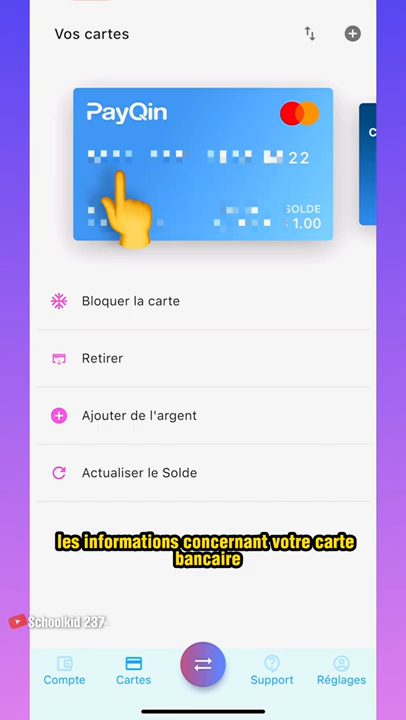 Vos cartes
PayQin
22
C
SOLDE
$ 1.00
Bloquer la carte
Retirer
Ajouter de l'argent
Actualiser le Solde
les informations concernant votre carte
bancaire
Schoolkid 237
Compte
Cartes
Support
Réglages